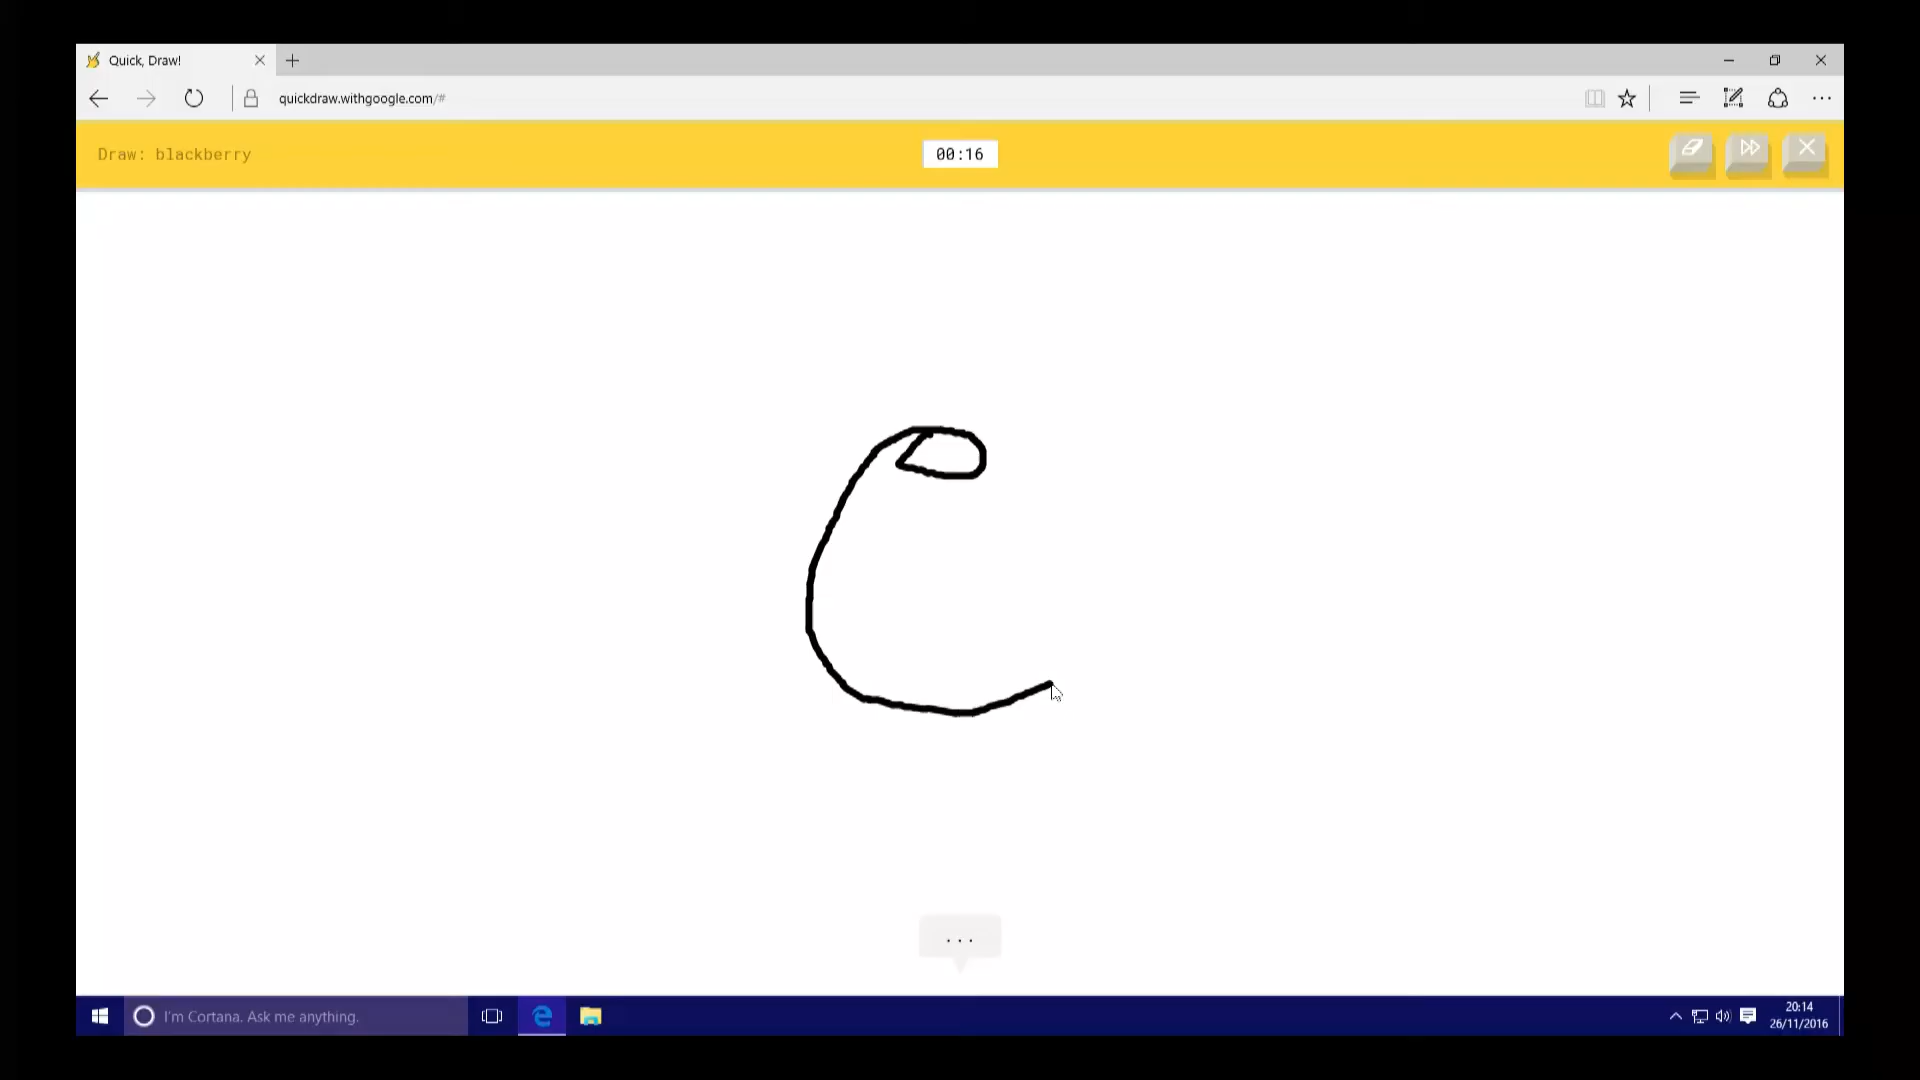 Quick, Draw!
quickdraw.withgoogle.com/#
Draw: blackberry
00:16
...
I'm Cortana. Ask me anything.
20:14
26/11/2016